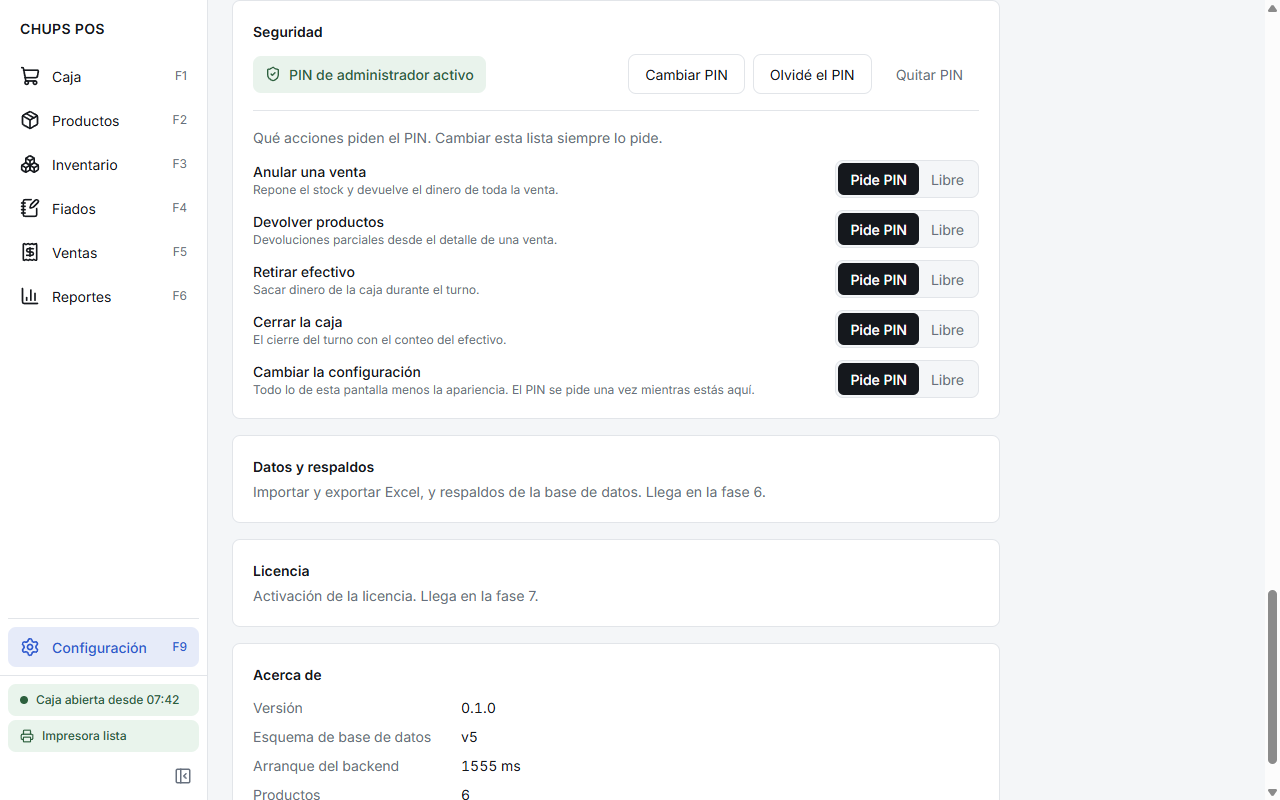 CHUPS POS
Caja F1
Productos F2
Inventario F3
Fiados F4
Ventas F5
Reportes F6
Configuración F9
Caja abierta desde 07:42
Impresora lista
Seguridad
PIN de administrador activo
Cambiar PIN
Olvidé el PIN
Quitar PIN
Qué acciones piden el PIN. Cambiar esta lista siempre lo pide.
Anular una venta
Repone el stock y devuelve el dinero de toda la venta.
Pide PIN Libre
Devolver productos
Devoluciones parciales desde el detalle de una venta.
Pide PIN Libre
Retirar efectivo
Sacar dinero de la caja durante el turno.
Pide PIN Libre
Cerrar la caja
El cierre del turno con el conteo del efectivo.
Pide PIN Libre
Cambiar la configuración
Todo lo de esta pantalla menos la apariencia. El PIN se pide una vez mientras estás aquí.
Pide PIN Libre
Datos y respaldos
Importar y exportar Excel, y respaldos de la base de datos. Llega en la fase 6.
Licencia
Activación de la licencia. Llega en la fase 7.
Acerca de
Versión 0.1.0
Esquema de base de datos v5
Arranque del backend 1555 ms
Productos 6